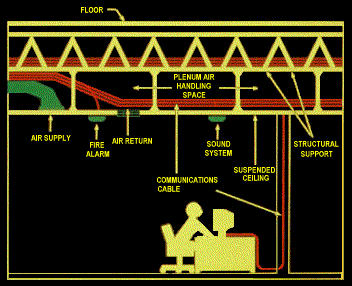 FLOOR
PLENUM AIR
HANDLING
SPACE
AIR SUPPLY
FIRE
ALARM
AIR RETURN
SOUND
SYSTEM
SUSPENDED
CEILING
STRUCTURAL
SUPPORT
COMMUNICATIONS
CABLE